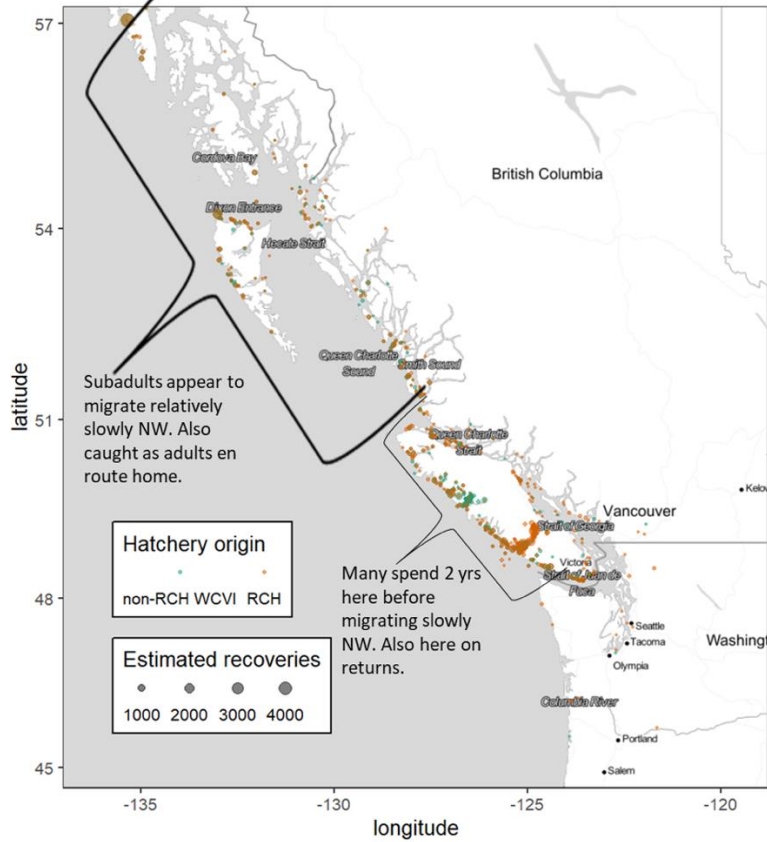 57
54
51
48
45
latitude
-135
-130
-125
-120
longitude
British Columbia
Cordova Bay
Dixon Entrance
Hecate Strait
Queen Charlotte
Sound
Smith Sound
Queen Charlotte
Strait
Strait of Georgia
Vancouver
Kelow
Victoria
Strait of Juan de
Fuca
Seattle
Tacoma
Olympia
Washingt
Columbia River
Portland
Salem
Subadults appear to
migrate relatively
slowly NW. Also
caught as adults en
route home.
Many spend 2 yrs
here before
migrating slowly
NW. Also here on
returns.
Hatchery origin
non-RCH WCVI RCH
Estimated recoveries
1000 2000 3000 4000